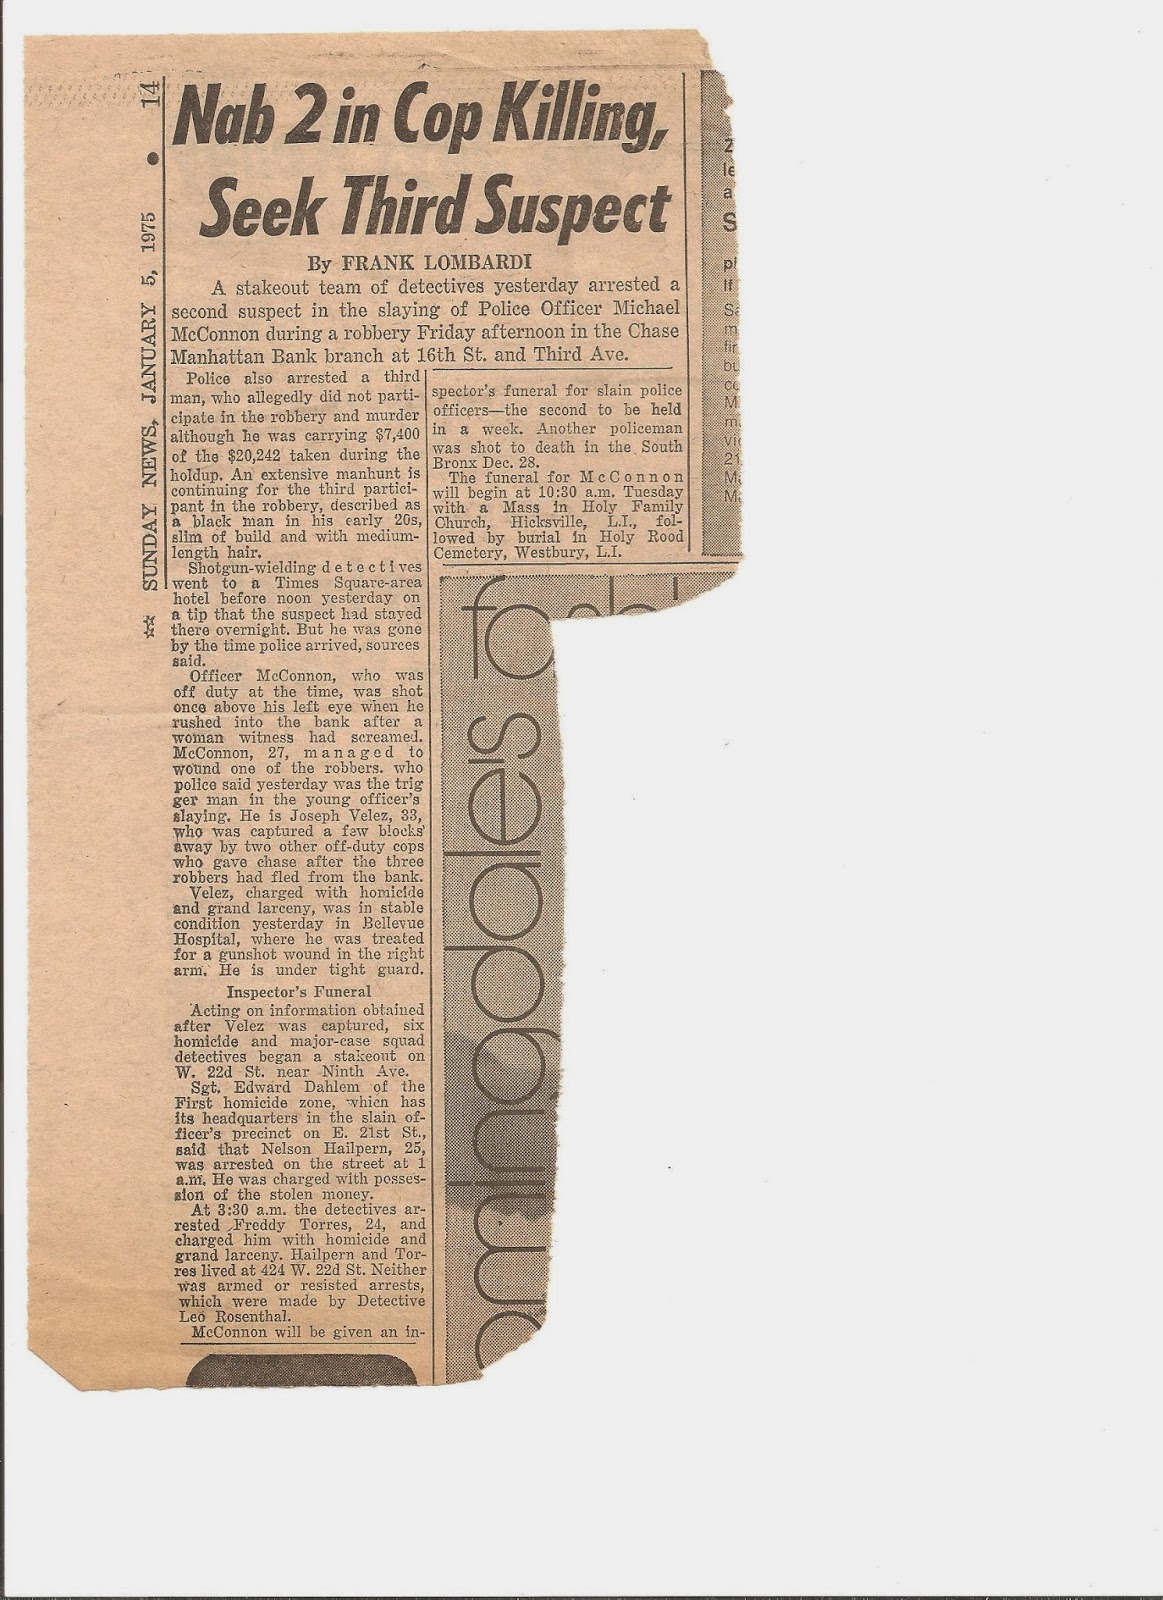 14
SUNDAY NEWS, JANUARY 5, 1975
Nab 2 in Cop Killing,
Seek Third Suspect
By FRANK LOMBARDI
A stakeout team of detectives yesterday arrested a
second suspect in the slaying of Police Officer Michael
McConnon during a robbery Friday afternoon in the Chase
Manhattan Bank branch at 16th St. and Third Ave.
Police also arrested a third
man, who allegedly did not parti-
cipate in the robbery and murder
although he was carrying $7,400
of the $20,242 taken during the
holdup. An extensive manhunt is
continuing for the third partici-
pant in the robbery, described as
a black man in his early 20s,
slim of build and with medium-
length hair.
Shotgun-wielding detectives
went to a Times Square-area
hotel before noon yesterday on
a tip that the suspect had stayed
there overnight. But he was gone
by the time police arrived, sources
said.
Officer McConnon, who was
off duty at the time, was shot
once above his left eye when he
rushed into the bank after a
woman witness had screamed.
McConnon, 27, managed to
wound one of the robbers. who
police said yesterday was the trig
ger man in the young officer's
slaying. He is Joseph Velez, 33,
who was captured a few blocks'
away by two other off-duty cops
who gave chase after the three
robbers had fled from the bank.
Velez, charged with homicide
and grand larceny, was in stable
condition yesterday in Bellevue
Hospital, where he was treated
for a gunshot wound in the right
arm. He is under tight guard.
Inspector's Funeral
Acting on information obtained
after Velez was captured, six
homicide and major-case squad
detectives began a stakeout on
W. 22d St. near Ninth Ave.
Sgt. Edward Dahlem of the
First homicide zone, which has
its headquarters in the slain of-
ficer's precinct on E. 21st St.,
said that Nelson Hailpern, 25,
was arrested on the street at 1
a.m. He was charged with posses-
sion of the stolen money.
At 3:30 a.m. the detectives ar-
rested Freddy Torres, 24, and
charged him with homicide and
grand larceny. Hailpern and Tor-
res lived at 424 W. 22d St. Neither
was armed or resisted arrests,
which were made by Detective
Leo Rosenthal.
McConnon will be given an in-
spector's funeral for slain police
officers—the second to be held
in a week. Another policeman
was shot to death in the South
Bronx Dec. 28.
The funeral for McConnon
will begin at 10:30 a.m. Tuesday
with a Mass in Holy Family
Church, Hicksville, L.I., fol-
lowed by burial in Holy Rood
Cemetery, Westbury, L.I.
omingdale's